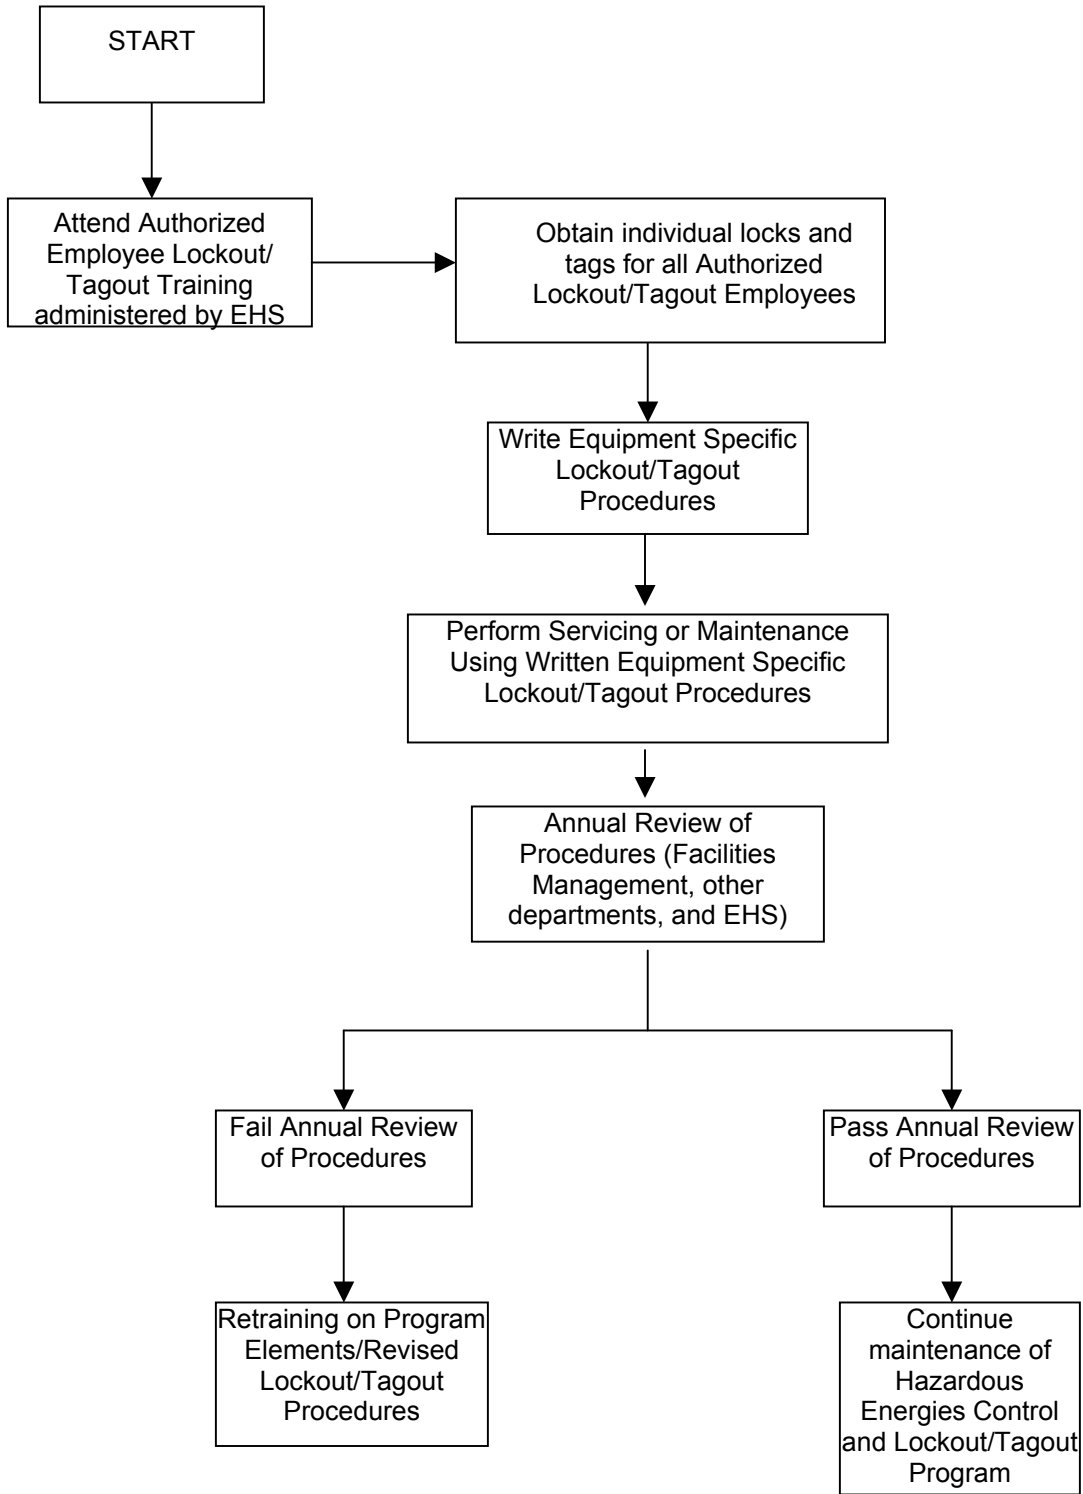 START
Attend Authorized
Employee Lockout/
Tagout Training
administered by EHS
Obtain individual locks and
tags for all Authorized
Lockout/Tagout Employees
Write Equipment Specific
Lockout/Tagout
Procedures
Perform Servicing or Maintenance
Using Written Equipment Specific
Lockout/Tagout Procedures
Annual Review of
Procedures (Facilities
Management, other
departments, and EHS)
Fail Annual Review
of Procedures
Pass Annual Review
of Procedures
Retraining on Program
Elements/Revised
Lockout/Tagout
Procedures
Continue
maintenance of
Hazardous
Energies Control
and Lockout/Tagout
Program